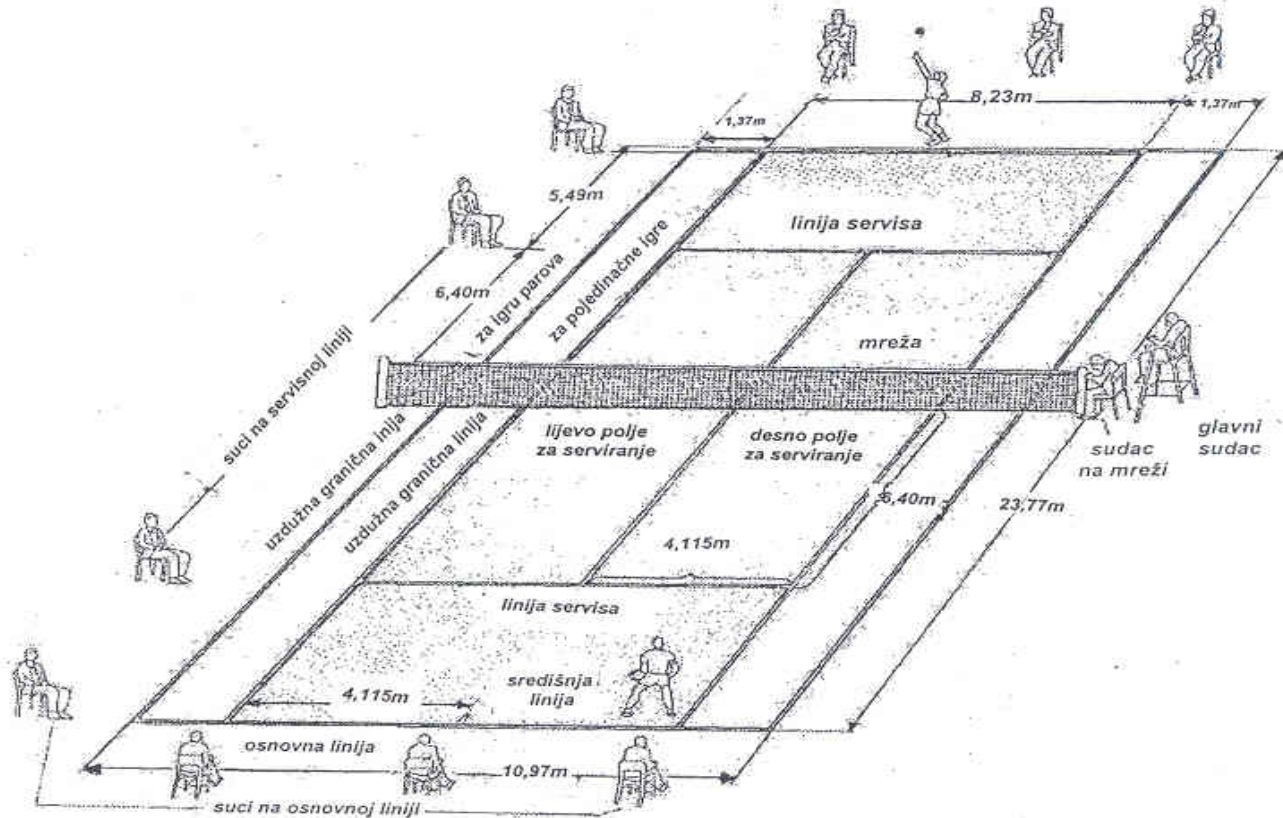 8,23m
1,37m
1,37m
5,49m
linija servisa
6,40m
za igru parova
za pojedinačne igre
mreža
suci na servisnoj liniji
uzdužna granična lnija
uzdužna granična linija
lijevo polje
za serviranje
desno polje
za serviranje
sudac
na mreži
glavni
sudac
6,40m
23,77m
4,115m
linija servisa
4,115m
središnja
linija
osnovna linija
10,97m
suci na osnovnoj liniji